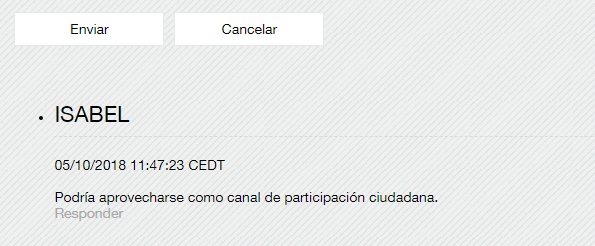 Enviar Cancelar
ISABEL
05/10/2018 11:47:23 CEDT
Podría aprovecharse como canal de participación ciudadana.
Responder